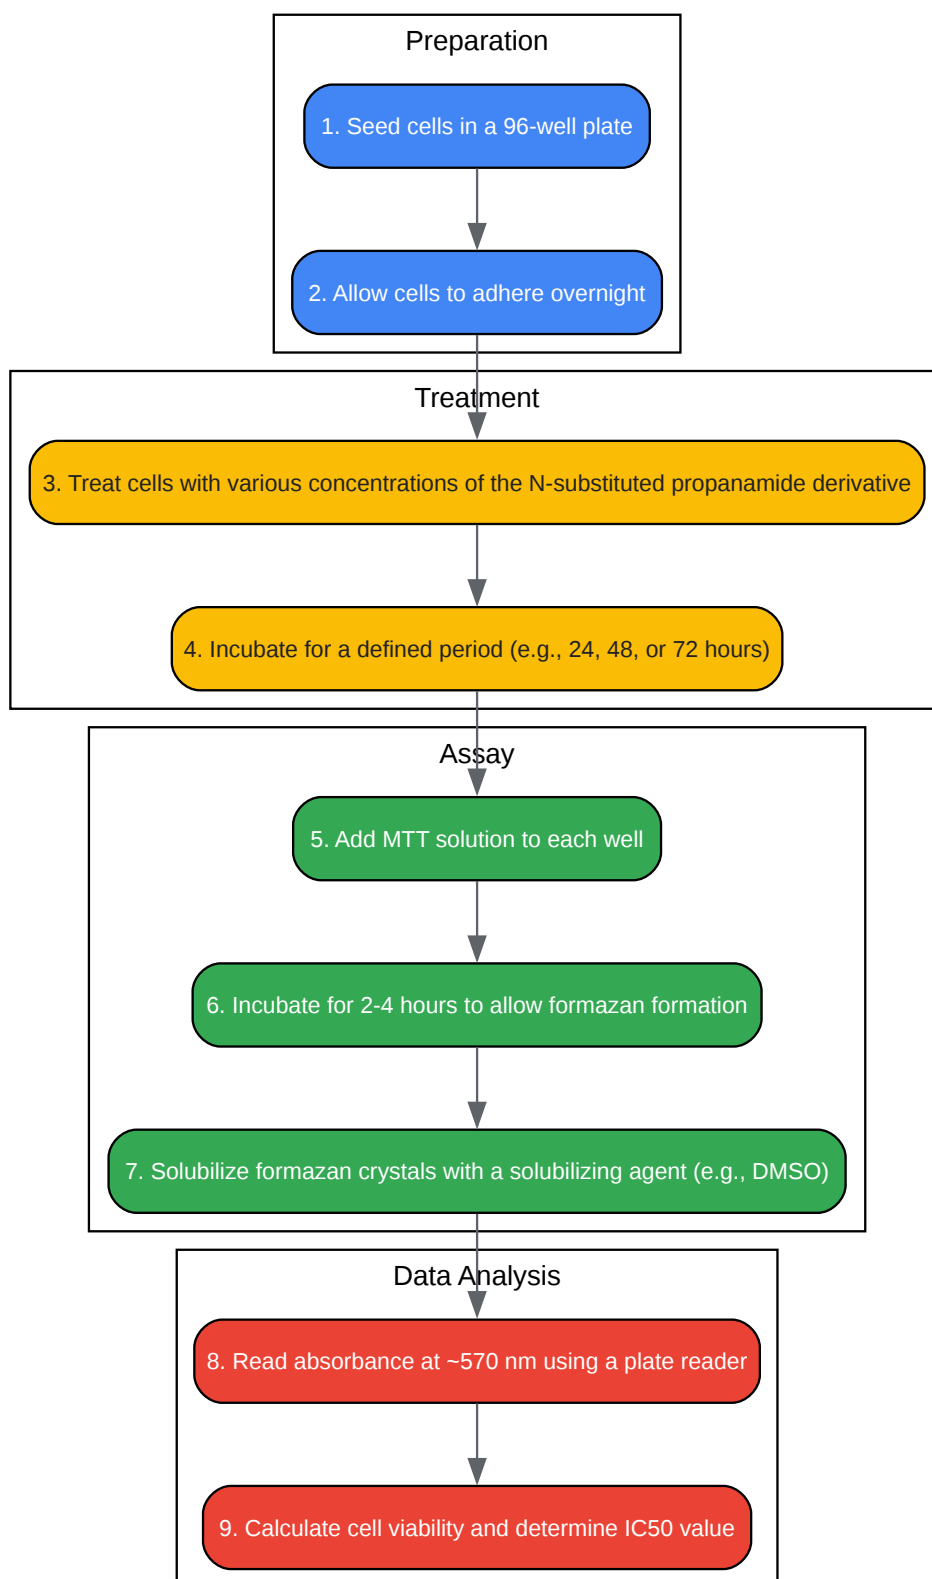 Preparation
1. Seed cells in a 96-well plate
2. Allow cells to adhere overnight
Treatment
3. Treat cells with various concentrations of the N-substituted propanamide derivative
4. Incubate for a defined period (e.g., 24, 48, or 72 hours)
Assay
5. Add MTT solution to each well
6. Incubate for 2-4 hours to allow formazan formation
7. Solubilize formazan crystals with a solubilizing agent (e.g., DMSO)
Data Analysis
8. Read absorbance at ~570 nm using a plate reader
9. Calculate cell viability and determine IC50 value